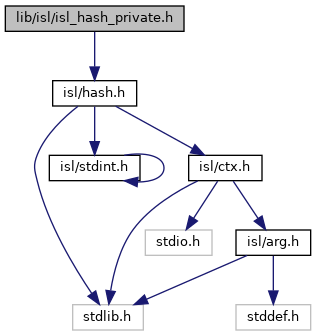 lib/isl/isl_hash_private.h
isl/hash.h
isl/stdint.h
isl/ctx.h
stdio.h
isl/arg.h
stdlib.h
stddef.h